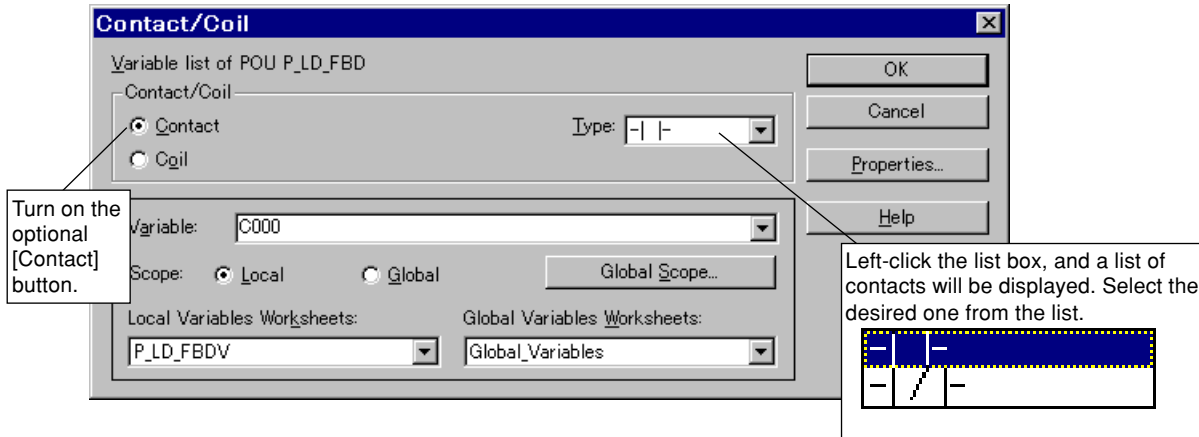 Contact/Coil
Variable list of POU P_LD_FBD
Contact/Coil
Contact
Type: -| |-
Coil
OK
Cancel
Properties...
Help
Turn on the
optional
[Contact]
button.
Variable: C000
Scope: Local Global Global Scope...
Local Variables Worksheets: Global Variables Worksheets:
P_LD_FBDV Global_Variables
Left-click the list box, and a list of
contacts will be displayed. Select the
desired one from the list.
-| |-
-|/|-